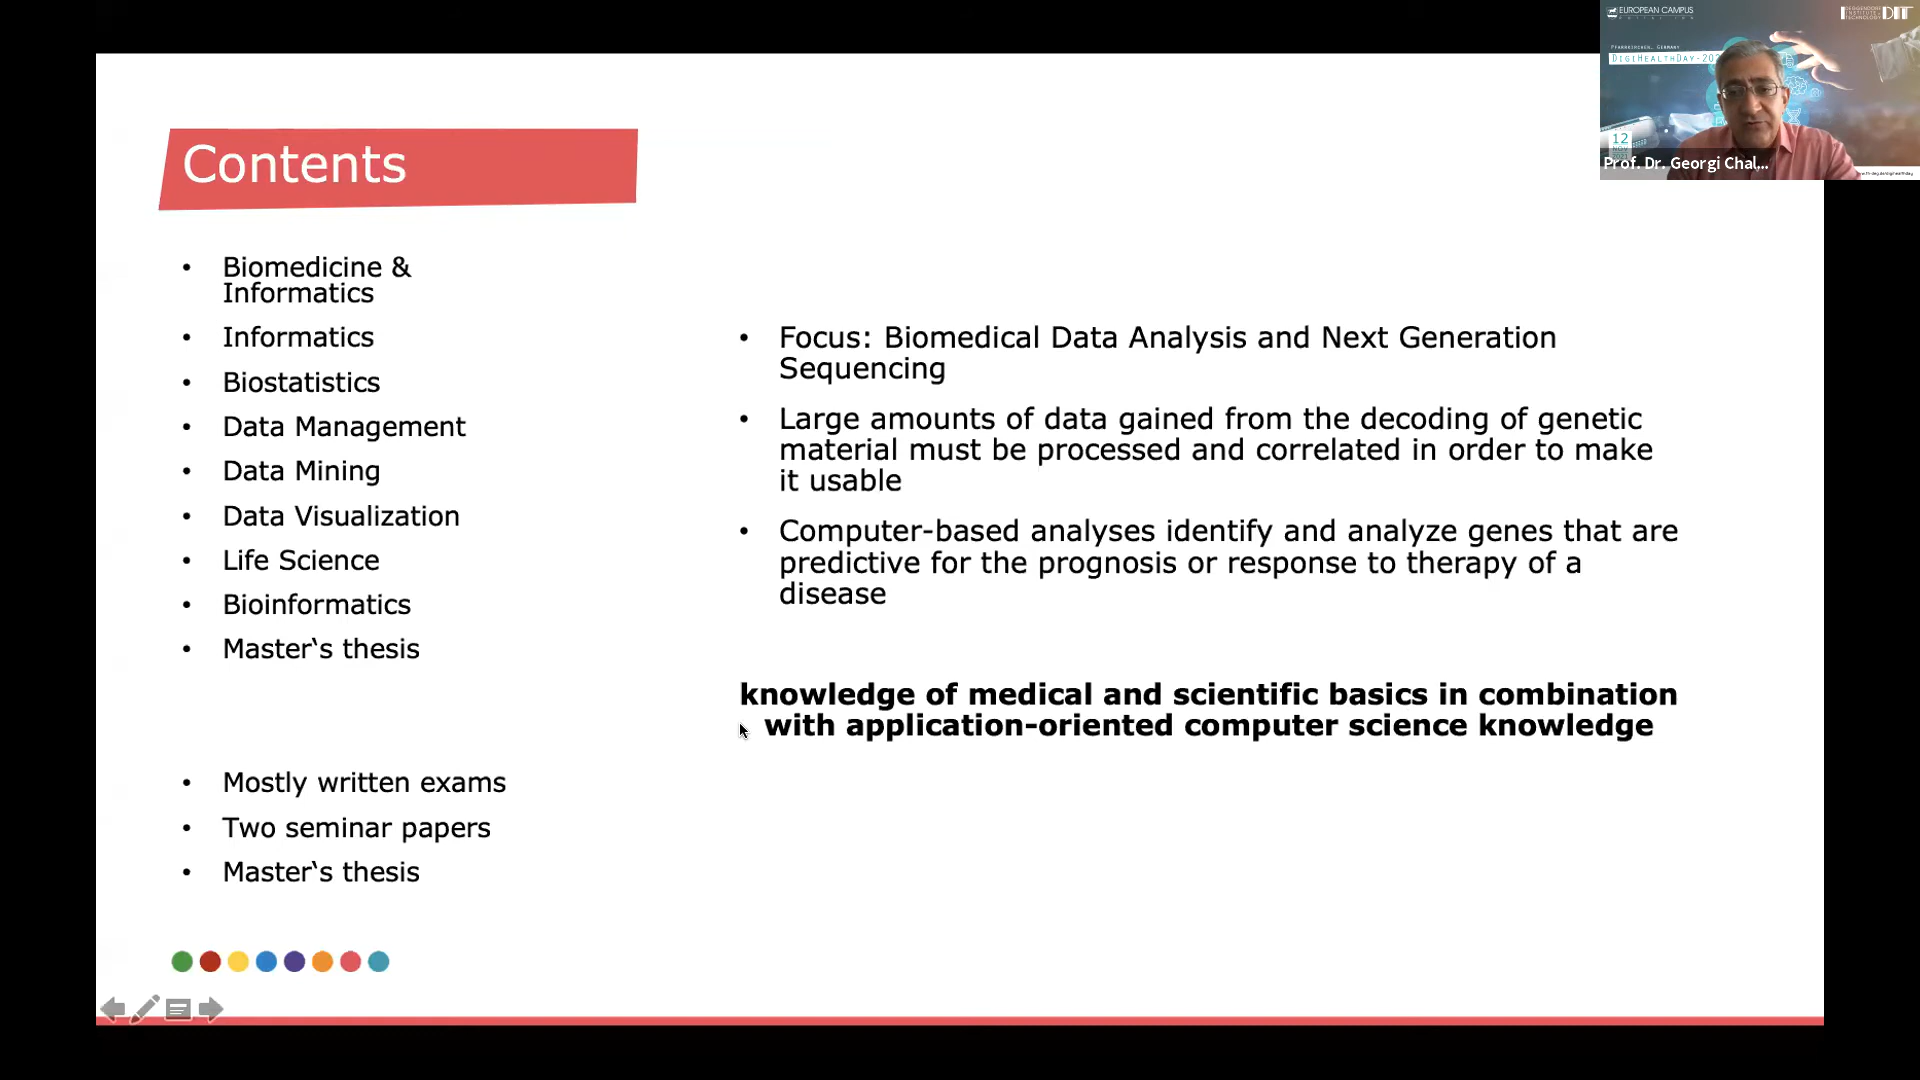 Contents
Biomedicine &
Informatics
Informatics
Biostatistics
Data Management
Data Mining
Data Visualization
Life Science
Bioinformatics
Master‘s thesis
Mostly written exams
Two seminar papers
Master‘s thesis
Focus: Biomedical Data Analysis and Next Generation
Sequencing
Large amounts of data gained from the decoding of genetic
material must be processed and correlated in order to make
it usable
Computer-based analyses identify and analyze genes that are
predictive for the prognosis or response to therapy of a
disease
knowledge of medical and scientific basics in combination
with application-oriented computer science knowledge
EUROPEAN CAMPUS
DIT
PFARRKIRCHEN, GERMANY
DIGIHEALTHDAY-202
12
NOV
Prof. Dr. Georgi Chal...